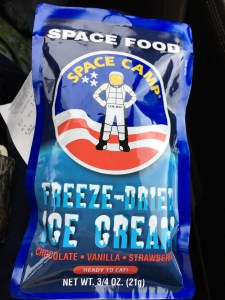 SPACE FOOD
SPACE CAMP
FREEZE-DRIED
ICE CREAM
CHOCOLATE • VANILLA • STRAWBERRY
READY TO EAT!
NET WT. 3/4 OZ. (21g)